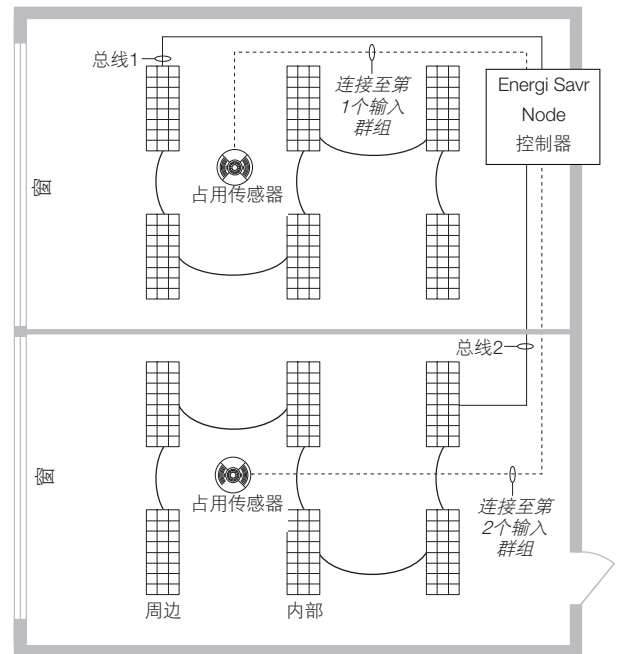 总线1
连接至第
1个输入
群组
Energi Savr
Node
控制器
窗
占用传感器
总线2
窗
占用传感器
连接至第
2个输入
群组
周边
内部